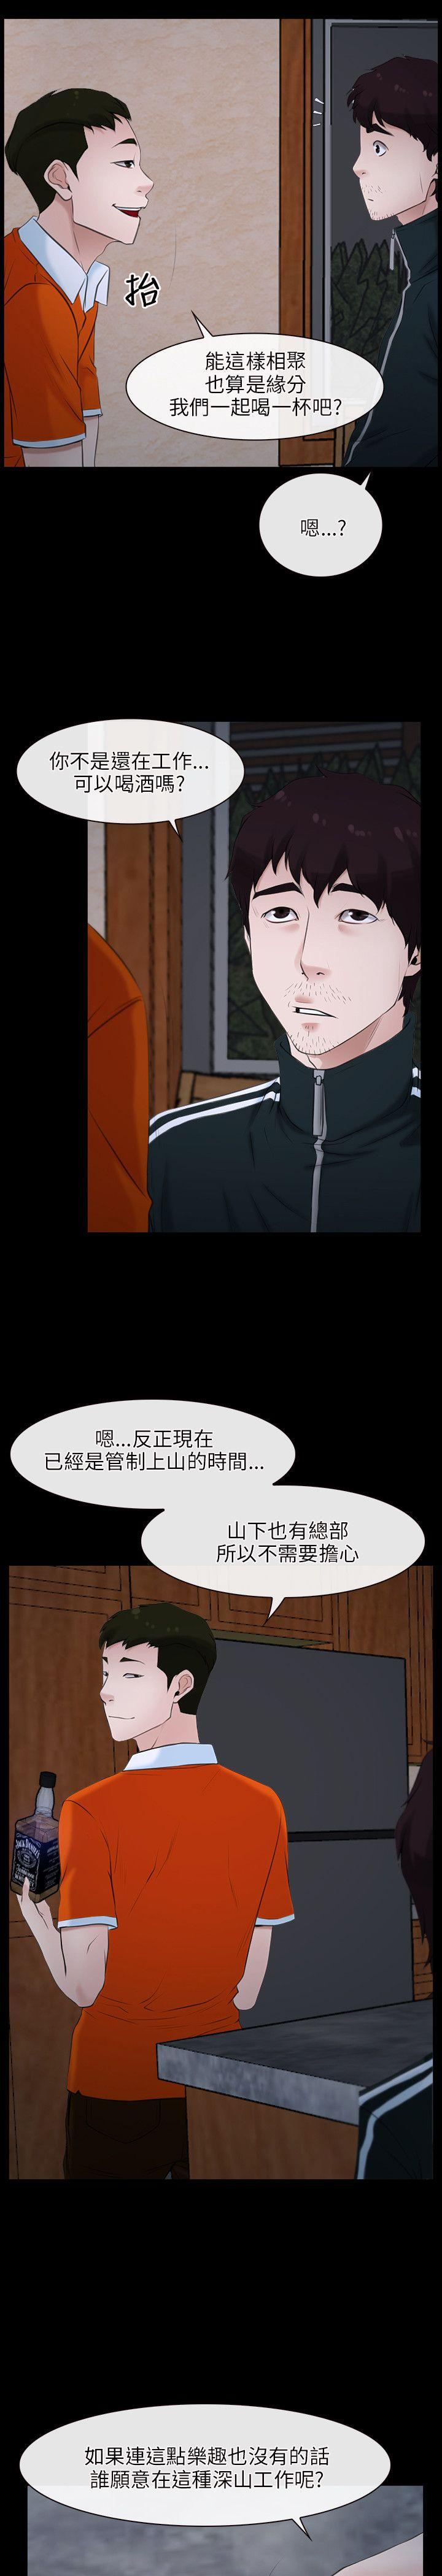 抬
能這樣相聚
也算是緣分
我們一起喝一杯吧?
嗯...?
你不是還在工作...
可以喝酒嗎?
嗯...反正現在
已經是管制上山的時間...
山下也有總部
所以不需要擔心
JACK DANIEL'S
如果連這點樂趣也沒有的話
誰願意在這種深山工作呢?